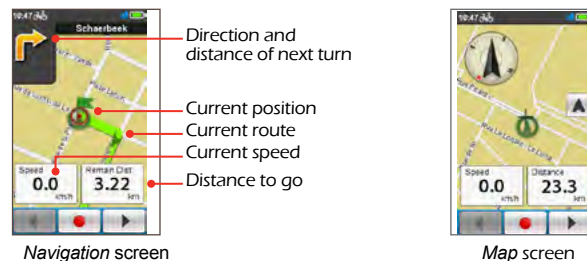 10:47
Schaerbeek
Speed
0.0
km/h
Remain Dist
3.22
km
Direction and
distance of next turn
Current position
Current route
Current speed
Distance to go
Navigation screen
10:47
A
Speed
0.0
km/h
Distance
23.3
km
Map screen